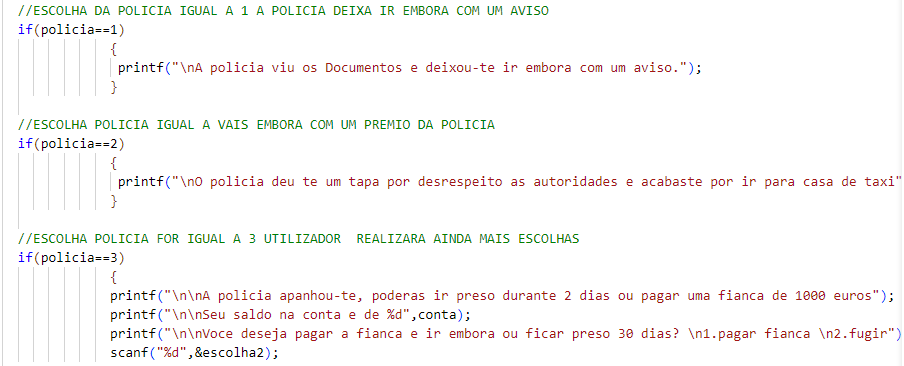 //ESCOLHA DA POLICIA IGUAL A 1 A POLICIA DEIXA IR EMBORA COM UM AVISO
if(policia==1)
{
printf("\nA policia viu os Documentos e deixou-te ir embora com um aviso.");
}
//ESCOLHA POLICIA IGUAL A VAIS EMBORA COM UM PREMIO DA POLICIA
if(policia==2)
{
printf("\nO policia deu te um tapa por desrespeito as autoridades e acabaste por ir para casa de taxi"
}
//ESCOLHA POLICIA FOR IGUAL A 3 UTILIZADOR  REALIZARA AINDA MAIS ESCOLHAS
if(policia==3)
{
printf("\n\nA policia apanhou-te, poderas ir preso durante 2 dias ou pagar uma fianca de 1000 euros");
printf("\n\nSeu saldo na conta e de %d",conta);
printf("\n\nVoce deseja pagar a fianca e ir embora ou ficar preso 30 dias? \n1.pagar fianca \n2.fugir")
scanf("%d",&escolha2);